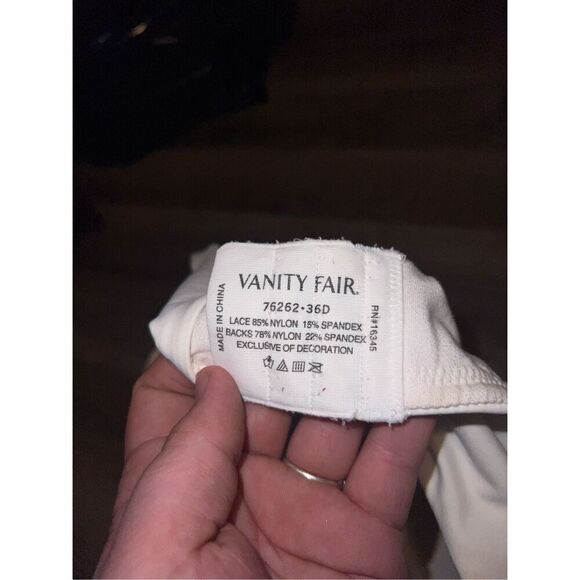 VANITY FAIR.
76262•36D
LACE 85% NYLON 15% SPANDEX
BACKS 78% NYLON 22% SPANDEX
EXCLUSIVE OF DECORATION
MADE IN CHINA
RN#16345